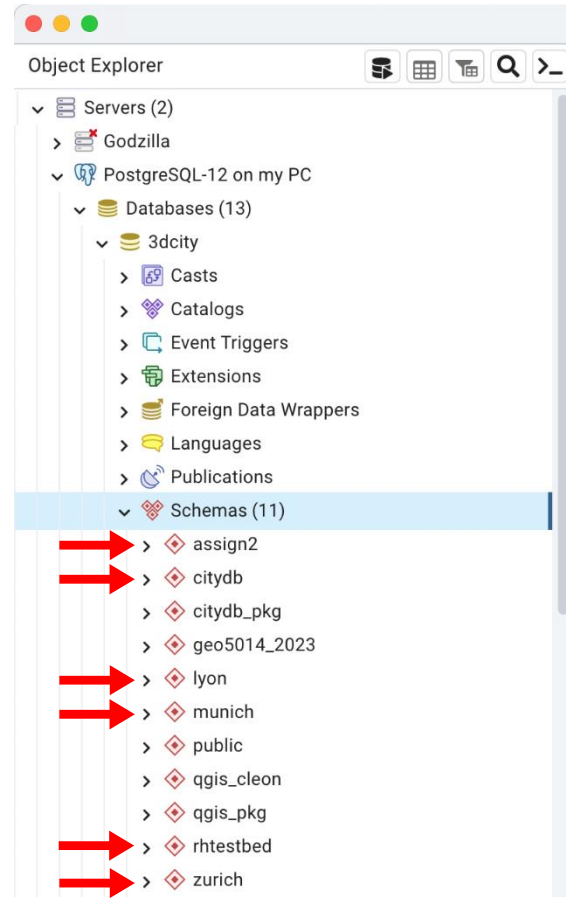 Object Explorer
Servers (2)
Godzilla
PostgreSQL-12 on my PC
Databases (13)
3dcity
Casts
Catalogs
Event Triggers
Extensions
Foreign Data Wrappers
Languages
Publications
Schemas (11)
assign2
citydb
citydb_pkg
geo5014_2023
lyon
munich
public
qgis_cleon
qgis_pkg
rhtestbed
zurich